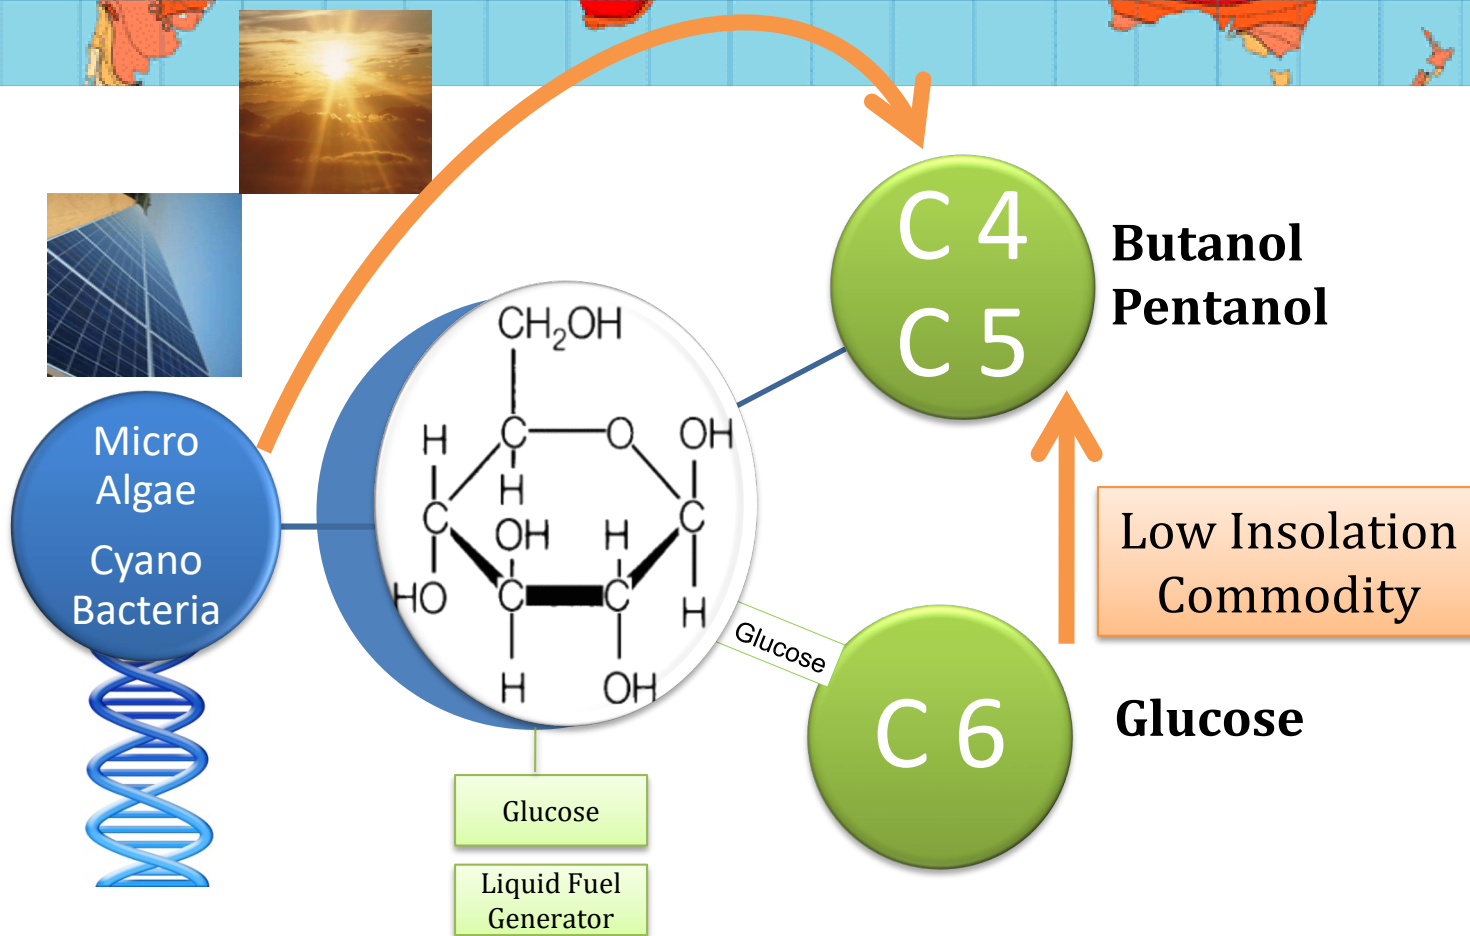 Micro
Algae
Cyano
Bacteria
CH2OH
H
C
O
OH
H
C
OH
H
C
HO
C
C
H
H
OH
Glucose
Glucose
Liquid Fuel
Generator
C 4
C 5
Butanol
Pentanol
Low Insolation
Commodity
C 6
Glucose